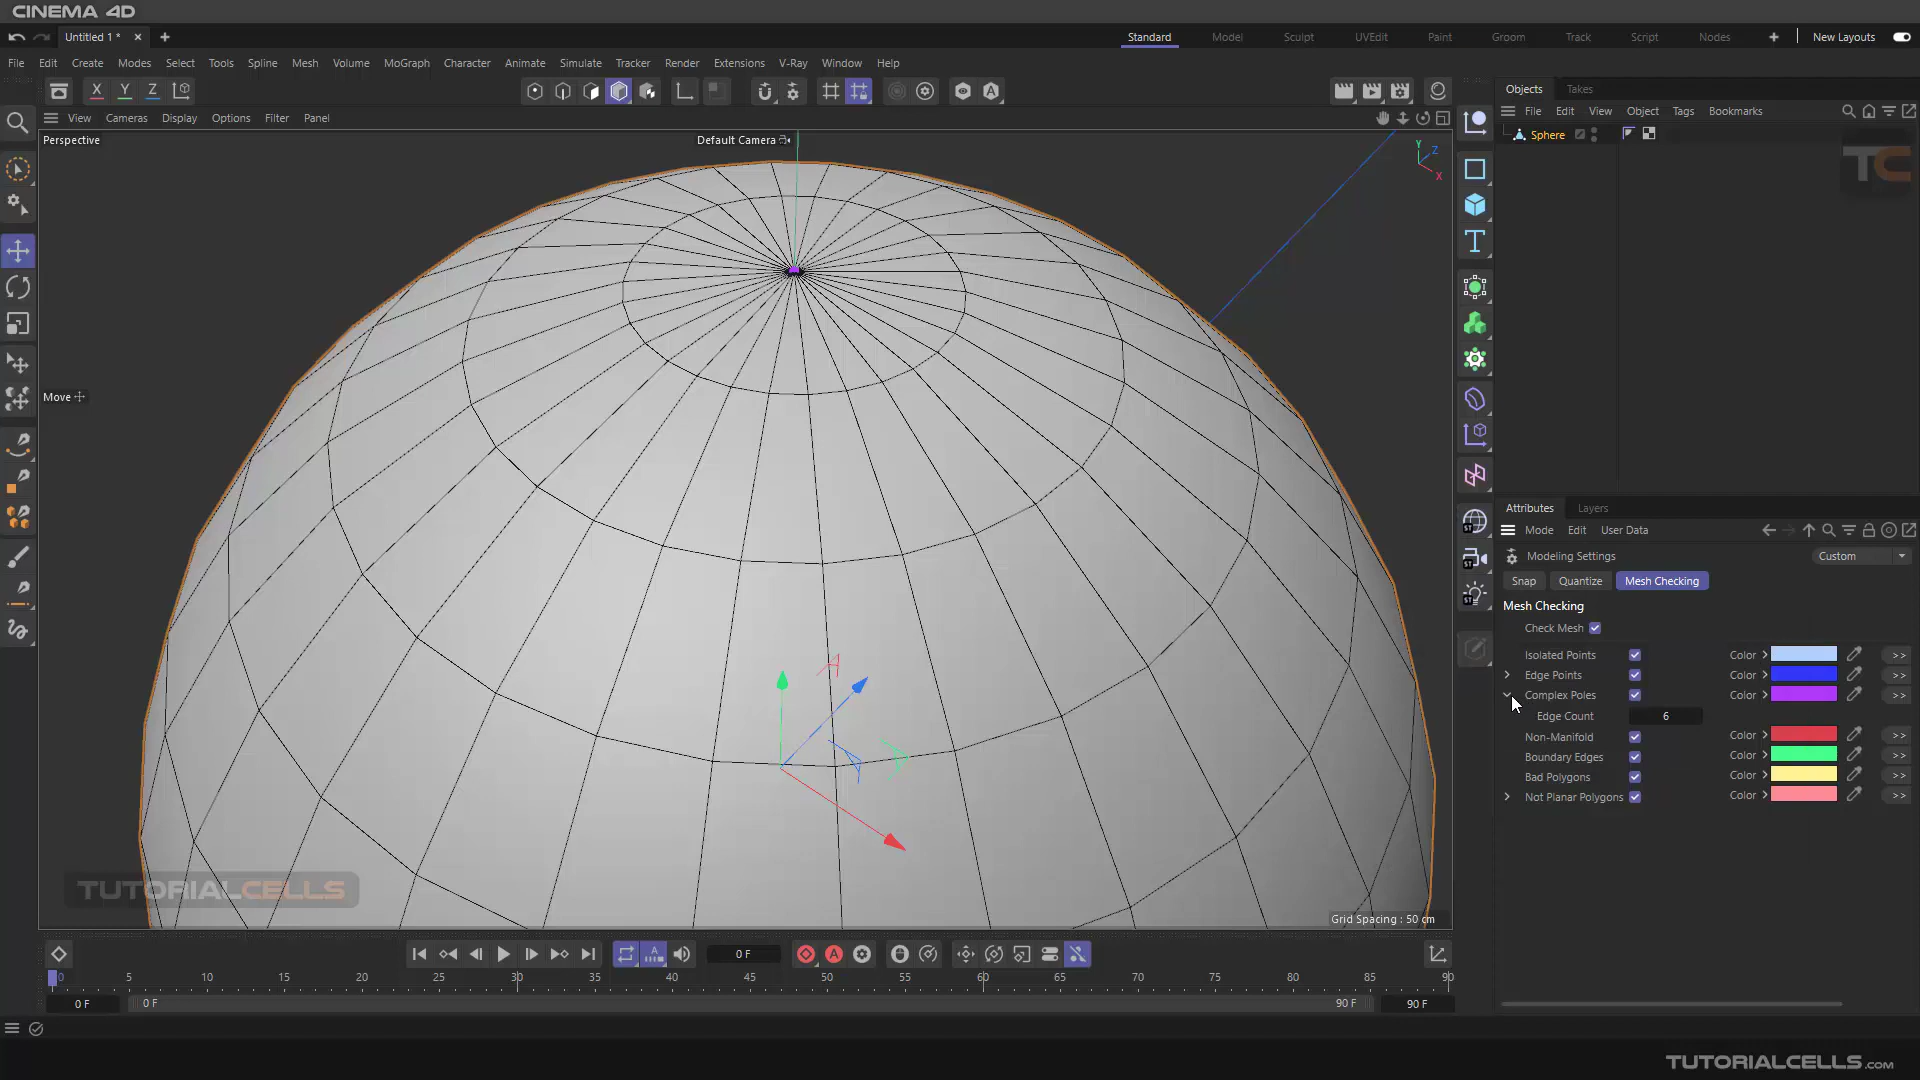 CINEMA 4D
Untitled 1 *
Standard Model Sculpt UVEdit Paint Groom Track Script Nodes New Layouts
File Edit Create Modes Select Tools Spline Mesh Volume MoGraph Character Animate Simulate Tracker Render Extensions V-Ray Window Help
X Y Z
Objects Takes
View Cameras Display Options Filter Panel
File Edit View Object Tags Bookmarks
Perspective
Default Camera
Y
Z
X
Sphere
TC
Move
Attributes Layers
Mode Edit User Data
Modeling Settings
Custom
Snap Quantize Mesh Checking
Mesh Checking
Check Mesh
Isolated Points Color >>
Edge Points Color >>
Complex Poles Color >>
Edge Count 6
Non-Manifold Color >>
Boundary Edges Color >>
Bad Polygons Color >>
Not Planar Polygons Color >>
ST
ST
ST
TUTORIALCELLS
Grid Spacing : 50 cm
0 F
0 5 10 15 20 25 30 35 40 45 50 55 60 65 70 75 80 85 90
0 F 0 F 90 F 90 F
TUTORIALCELLS.COM